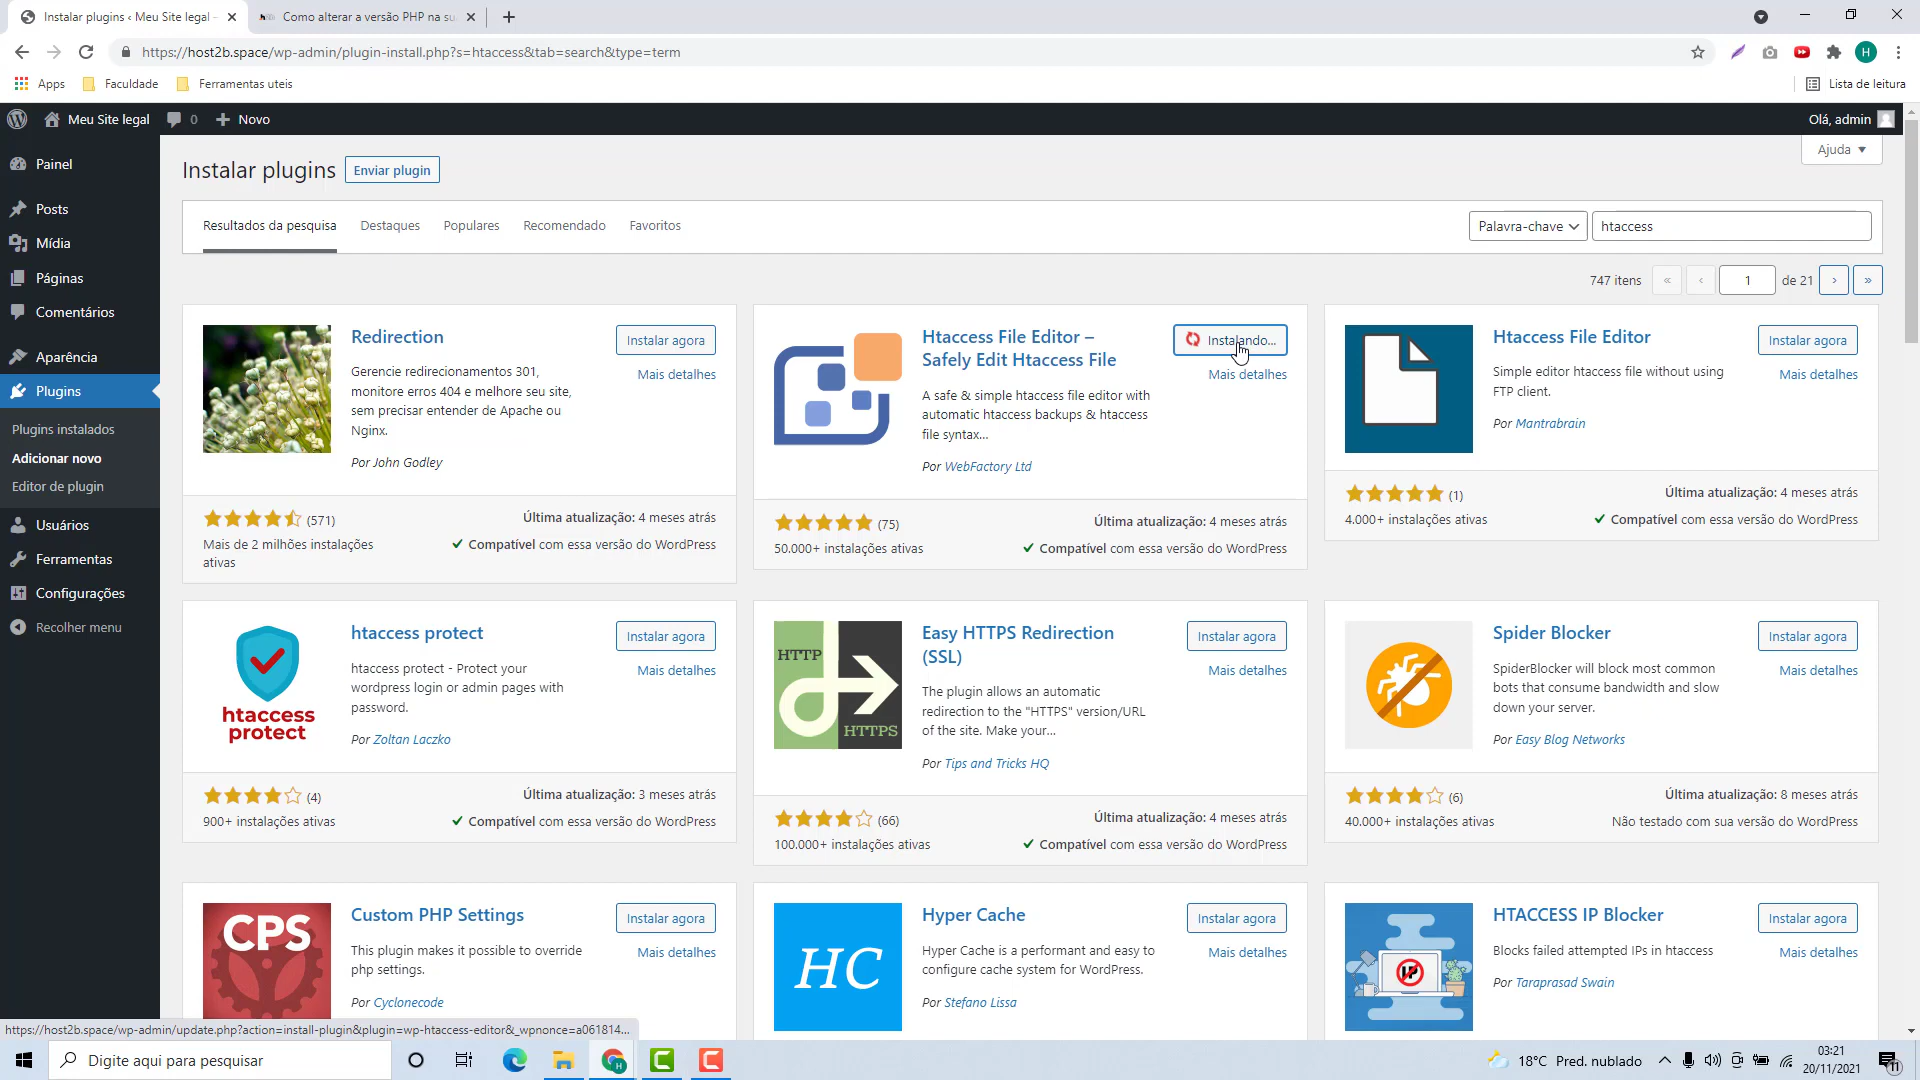 Instalar plugins ‹ Meu Site legal
Como alterar a versão PHP na su
https://host2b.space/wp-admin/plugin-install.php?s=htaccess&tab=search&type=term
H
Apps
Faculdade
Ferramentas uteis
Lista de leitura
Meu Site legal
0
Novo
Olá, admin
Painel
Posts
Mídia
Páginas
Comentários
Aparência
Plugins
Plugins instalados
Adicionar novo
Editor de plugin
Usuários
Ferramentas
Configurações
Recolher menu
Instalar plugins
Enviar plugin
Ajuda
Resultados da pesquisa
Destaques
Populares
Recomendado
Favoritos
Palavra-chave
htaccess
747 itens
«
‹
1
de 21
›
»
Redirection
Instalar agora
Mais detalhes
Gerencie redirecionamentos 301,
monitore erros 404 e melhore seu site,
sem precisar entender de Apache ou
Nginx.
Por John Godley
(571)
Mais de 2 milhões instalações
ativas
Última atualização: 4 meses atrás
Compatível com essa versão do WordPress
Htaccess File Editor –
Safely Edit Htaccess File
Instalando...
Mais detalhes
A safe & simple htaccess file editor with
automatic htaccess backups & htaccess
file syntax...
Por WebFactory Ltd
(75)
50.000+ instalações ativas
Última atualização: 4 meses atrás
Compatível com essa versão do WordPress
Htaccess File Editor
Instalar agora
Mais detalhes
Simple editor htaccess file without using
FTP client.
Por Mantrabrain
(1)
4.000+ instalações ativas
Última atualização: 4 meses atrás
Compatível com essa versão do WordPress
htaccess
protect
htaccess protect
Instalar agora
Mais detalhes
htaccess protect - Protect your
wordpress login or admin pages with
password.
Por Zoltan Laczko
(4)
900+ instalações ativas
Última atualização: 3 meses atrás
Compatível com essa versão do WordPress
HTTP
HTTPS
Easy HTTPS Redirection
(SSL)
Instalar agora
Mais detalhes
The plugin allows an automatic
redirection to the "HTTPS" version/URL
of the site. Make your...
Por Tips and Tricks HQ
(66)
100.000+ instalações ativas
Última atualização: 4 meses atrás
Compatível com essa versão do WordPress
Spider Blocker
Instalar agora
Mais detalhes
SpiderBlocker will block most common
bots that consume bandwidth and slow
down your server.
Por Easy Blog Networks
(6)
40.000+ instalações ativas
Última atualização: 8 meses atrás
Não testado com sua versão do WordPress
CPS
Custom PHP Settings
Instalar agora
Mais detalhes
This plugin makes it possible to override
php settings.
Por Cyclonecode
HC
Hyper Cache
Instalar agora
Mais detalhes
Hyper Cache is a performant and easy to
configure cache system for WordPress.
Por Stefano Lissa
IP
HTACCESS IP Blocker
Instalar agora
Mais detalhes
Blocks failed attempted IPs in htaccess
Por Taraprasad Swain
https://host2b.space/wp-admin/update.php?action=install-plugin&plugin=wp-htaccess-editor&_wpnonce=a061814...
Digite aqui para pesquisar
18°C Pred. nublado
03:21
20/11/2021
11